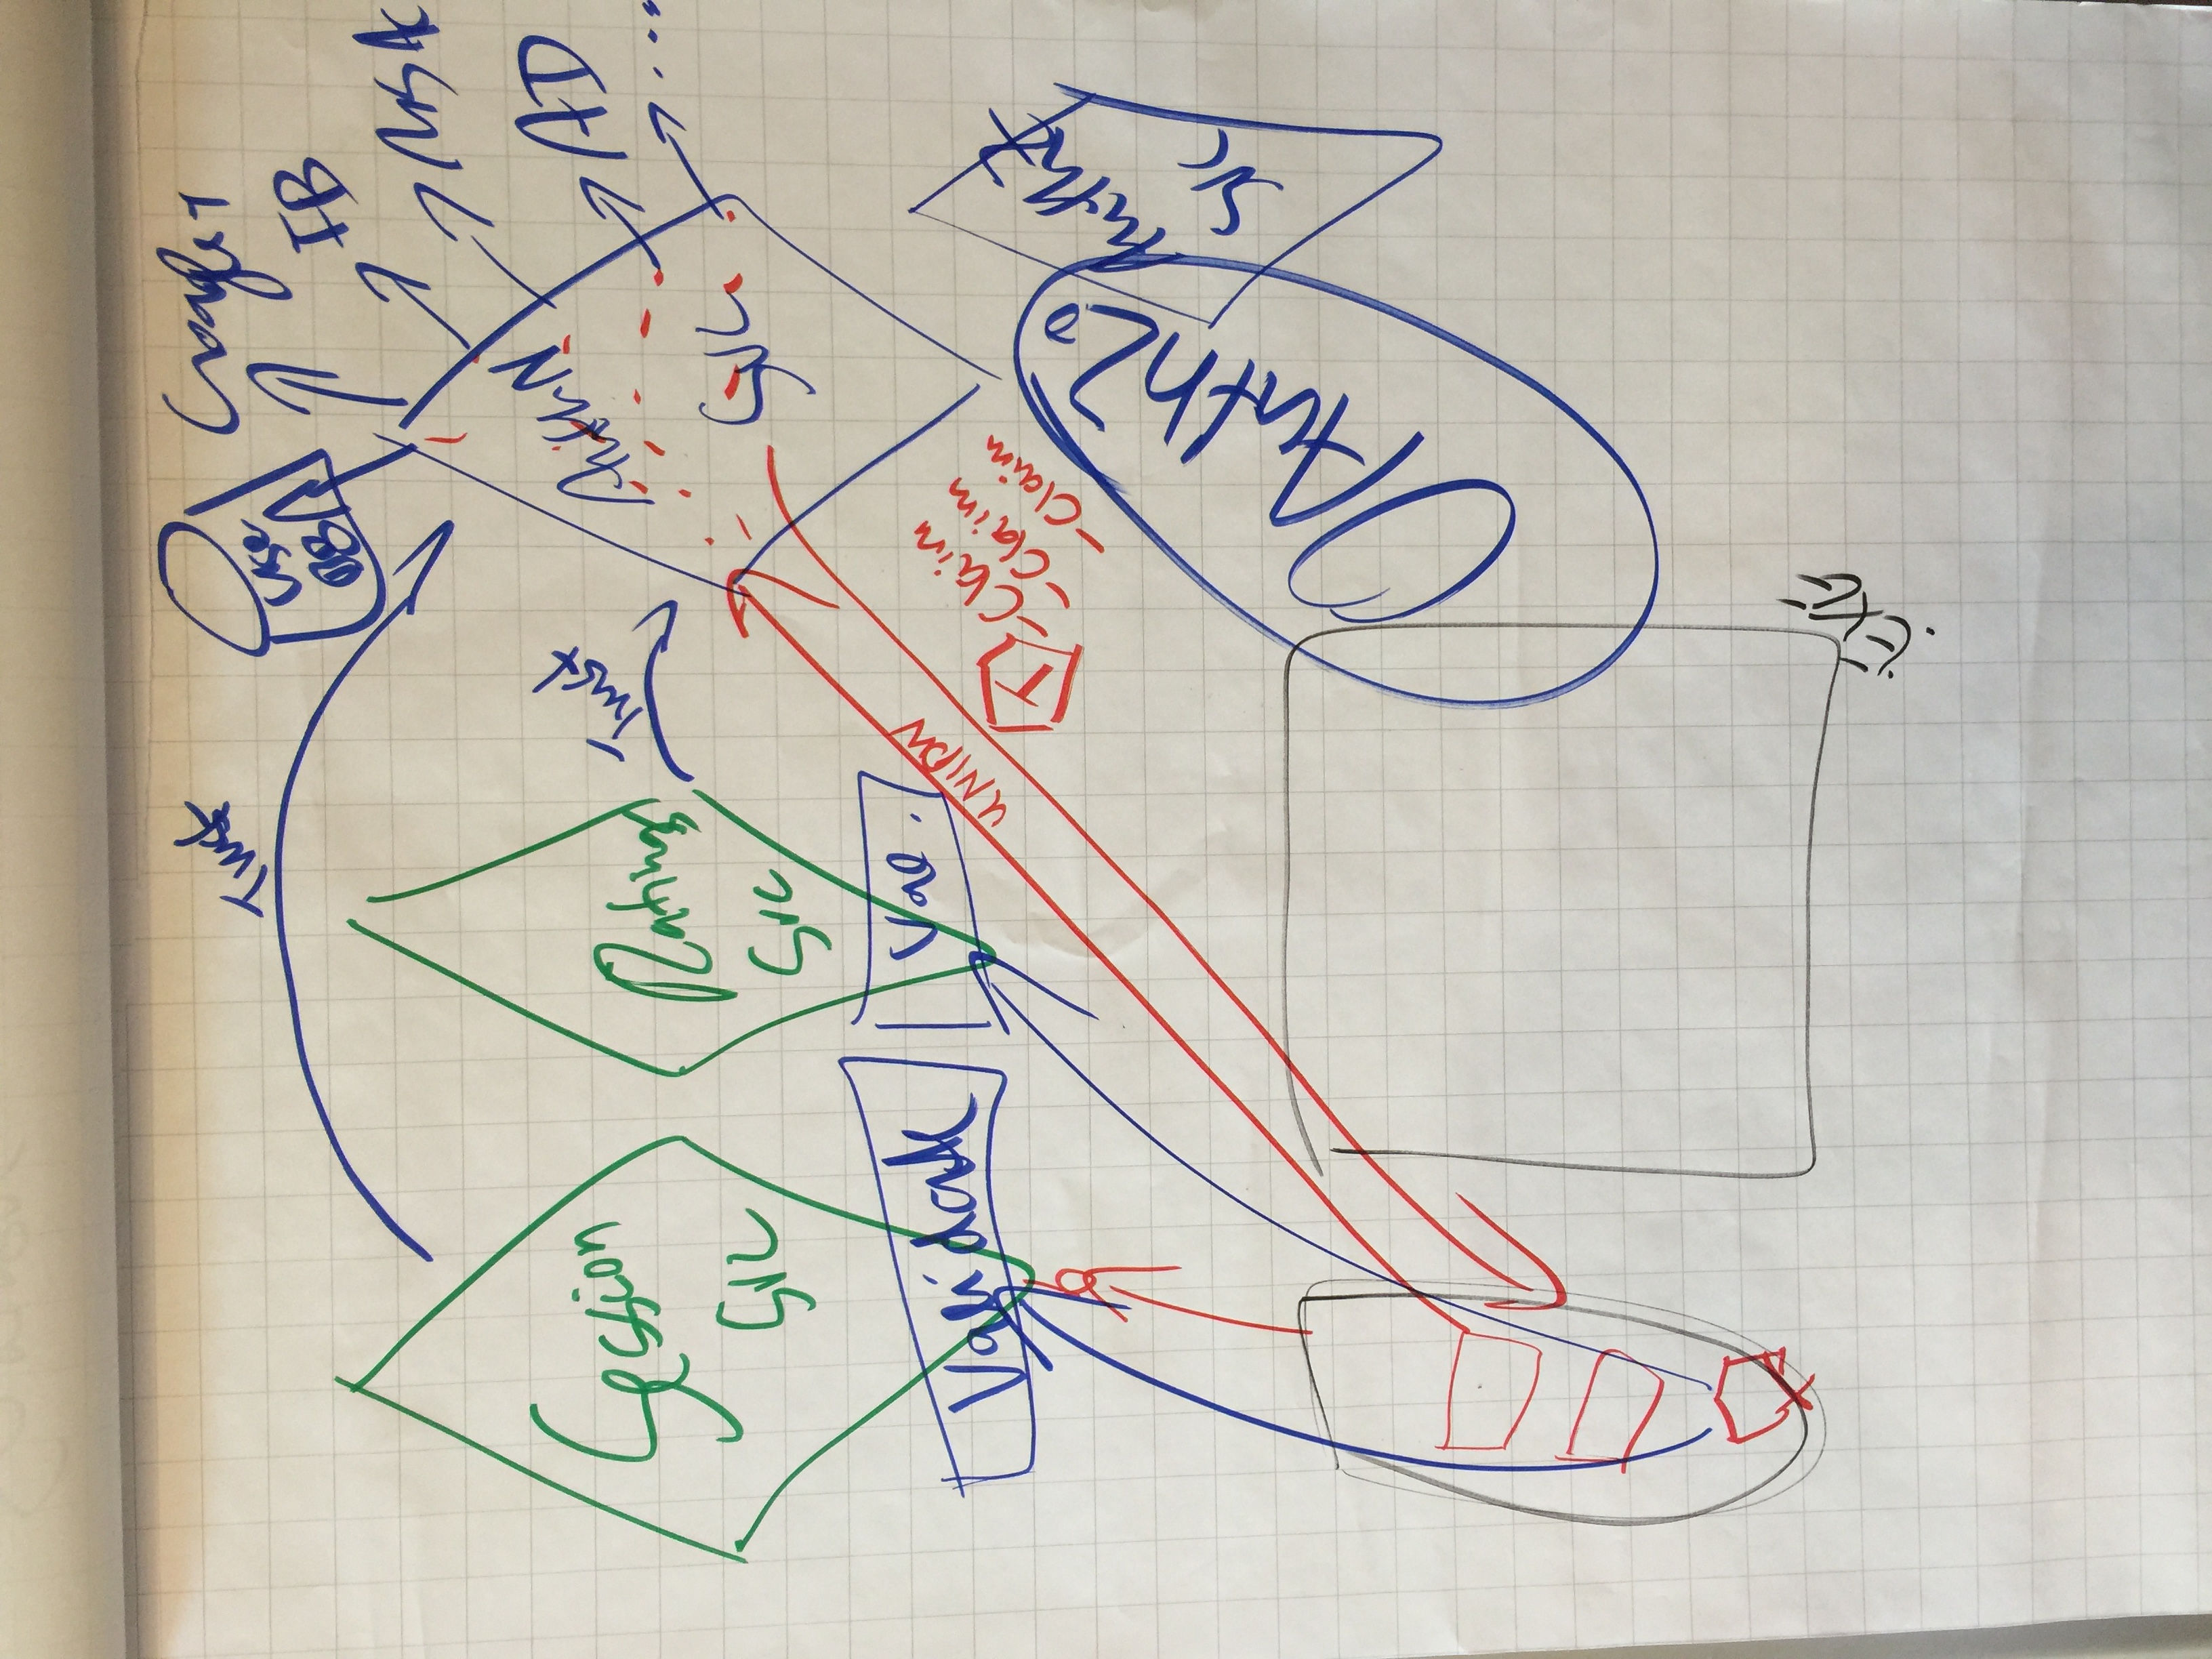 Trust
User
DB
Google+
FB
MSA
AD
....
Session
Svc
Ratings
Svc
Trust
AuthN
Svc.
Validate
Val.
UN/PW
T
-Claim
-Claim
-Claim
OAuth2.0
AuthZ
Svc
.EXE